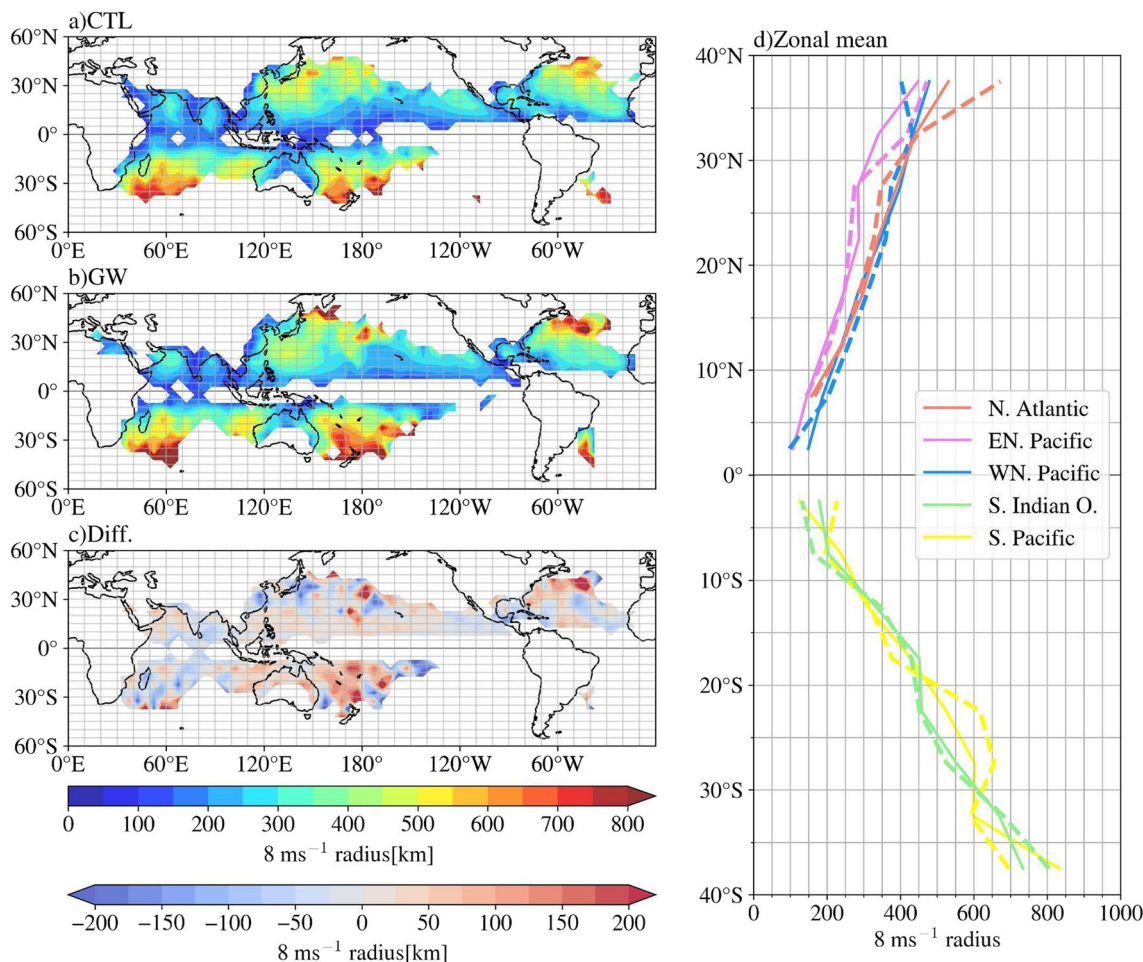 a)CTL
60°N
30°N
0°
30°S
60°S
0°E 60°E 120°E 180° 120°W 60°W
b)GW
60°N
30°N
0°
30°S
60°S
0°E 60°E 120°E 180° 120°W 60°W
c)Diff.
60°N
30°N
0°
30°S
60°S
0°E 60°E 120°E 180° 120°W 60°W
0 100 200 300 400 500 600 700 800
8 ms⁻¹ radius[km]
−200 −150 −100 −50 0 50 100 150 200
8 ms⁻¹ radius[km]
d)Zonal mean
40°N
30°N
20°N
10°N
0°
10°S
20°S
30°S
40°S
N. Atlantic
EN. Pacific
WN. Pacific
S. Indian O.
S. Pacific
0 200 400 600 800 1000
8 ms⁻¹ radius